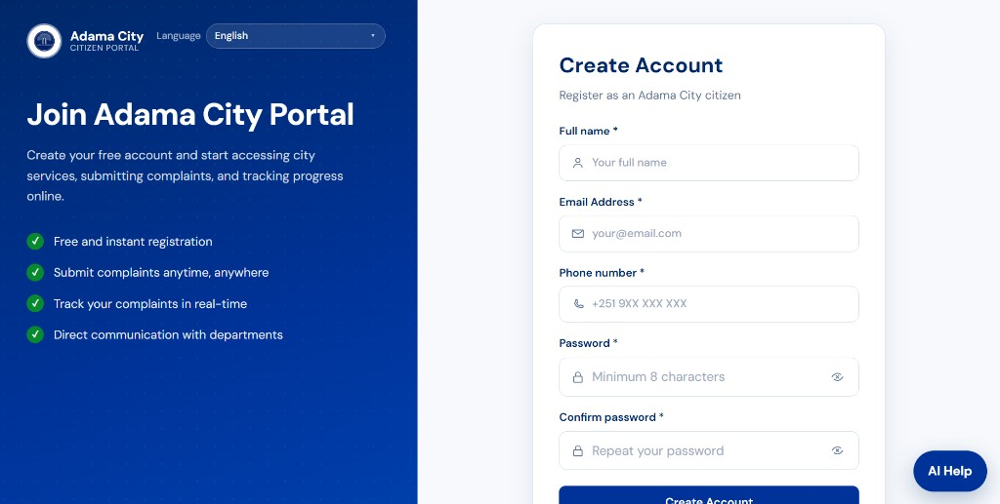 Adama City
CITIZEN PORTAL
Language
English
Join Adama City Portal
Create your free account and start accessing city
services, submitting complaints, and tracking progress
online.
Free and instant registration
Submit complaints anytime, anywhere
Track your complaints in real-time
Direct communication with departments
Create Account
Register as an Adama City citizen
Full name *
Your full name
Email Address *
your@email.com
Phone number *
+251 9XX XXX XXX
Password *
Minimum 8 characters
Confirm password *
Repeat your password
Create Account
AI Help